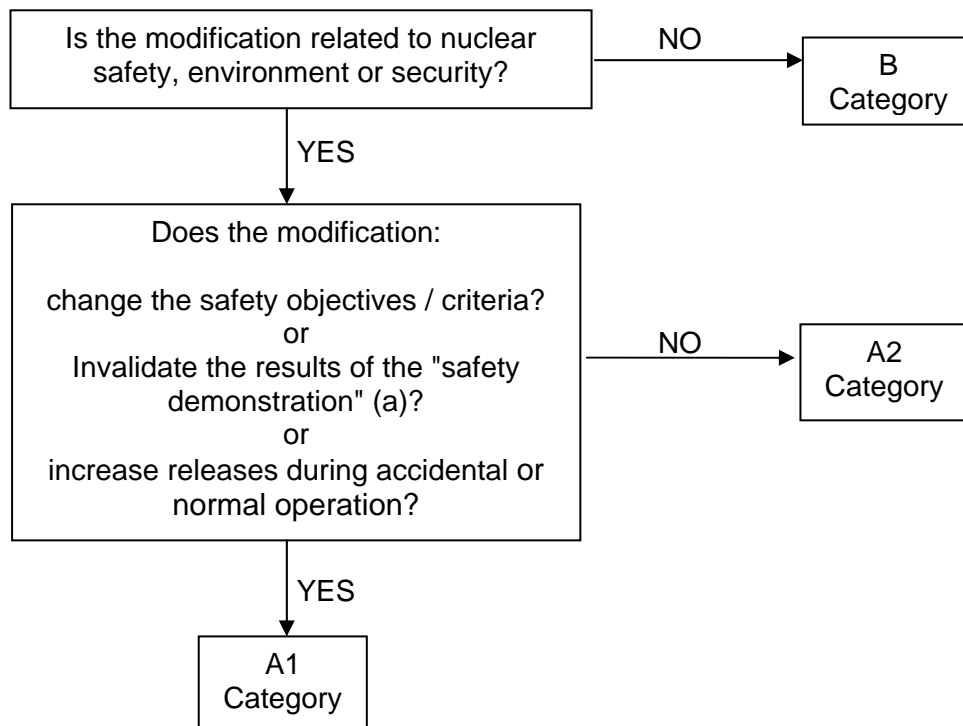 Is the modification related to nuclear
safety, environment or security?
NO
B
Category
YES
Does the modification:
change the safety objectives / criteria?
or
Invalidate the results of the "safety
demonstration" (a)?
or
increase releases during accidental or
normal operation?
NO
A2
Category
YES
A1
Category